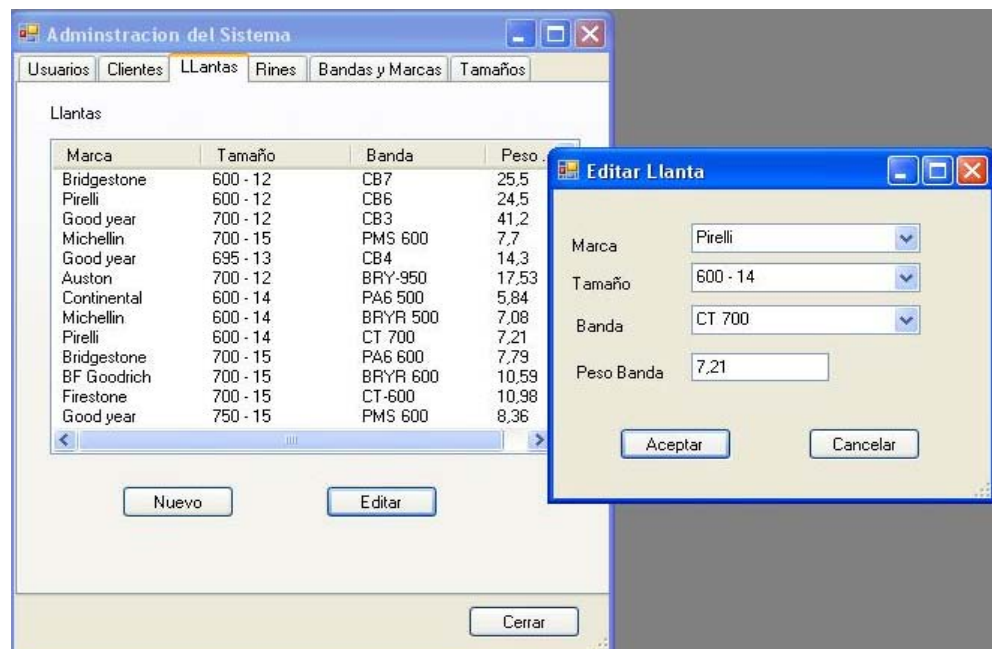 Adminstracion del Sistema
Usuarios Clientes LLantas Rines Bandas y Marcas Tamaños
Llantas
Marca Tamaño Banda Peso .
Bridgestone 600 - 12 CB7 25,5
Pirelli 600 - 12 CB6 24,5
Good year 700 - 12 CB3 41,2
Michellin 700 - 15 PMS 600 7,7
Good year 695 - 13 CB4 14,3
Auston 700 - 12 BRY-950 17,53
Continental 600 - 14 PA6 500 5,84
Michellin 600 - 14 BRYR 500 7,08
Pirelli 600 - 14 CT 700 7,21
Bridgestone 700 - 15 PA6 600 7,79
BF Goodrich 700 - 15 BRYR 600 10,59
Firestone 700 - 15 CT-600 10,98
Good year 750 - 15 PMS 600 8,36
Nuevo Editar
Cerrar
Editar Llanta
Marca Pirelli
Tamaño 600 - 14
Banda CT 700
Peso Banda 7,21
Aceptar Cancelar